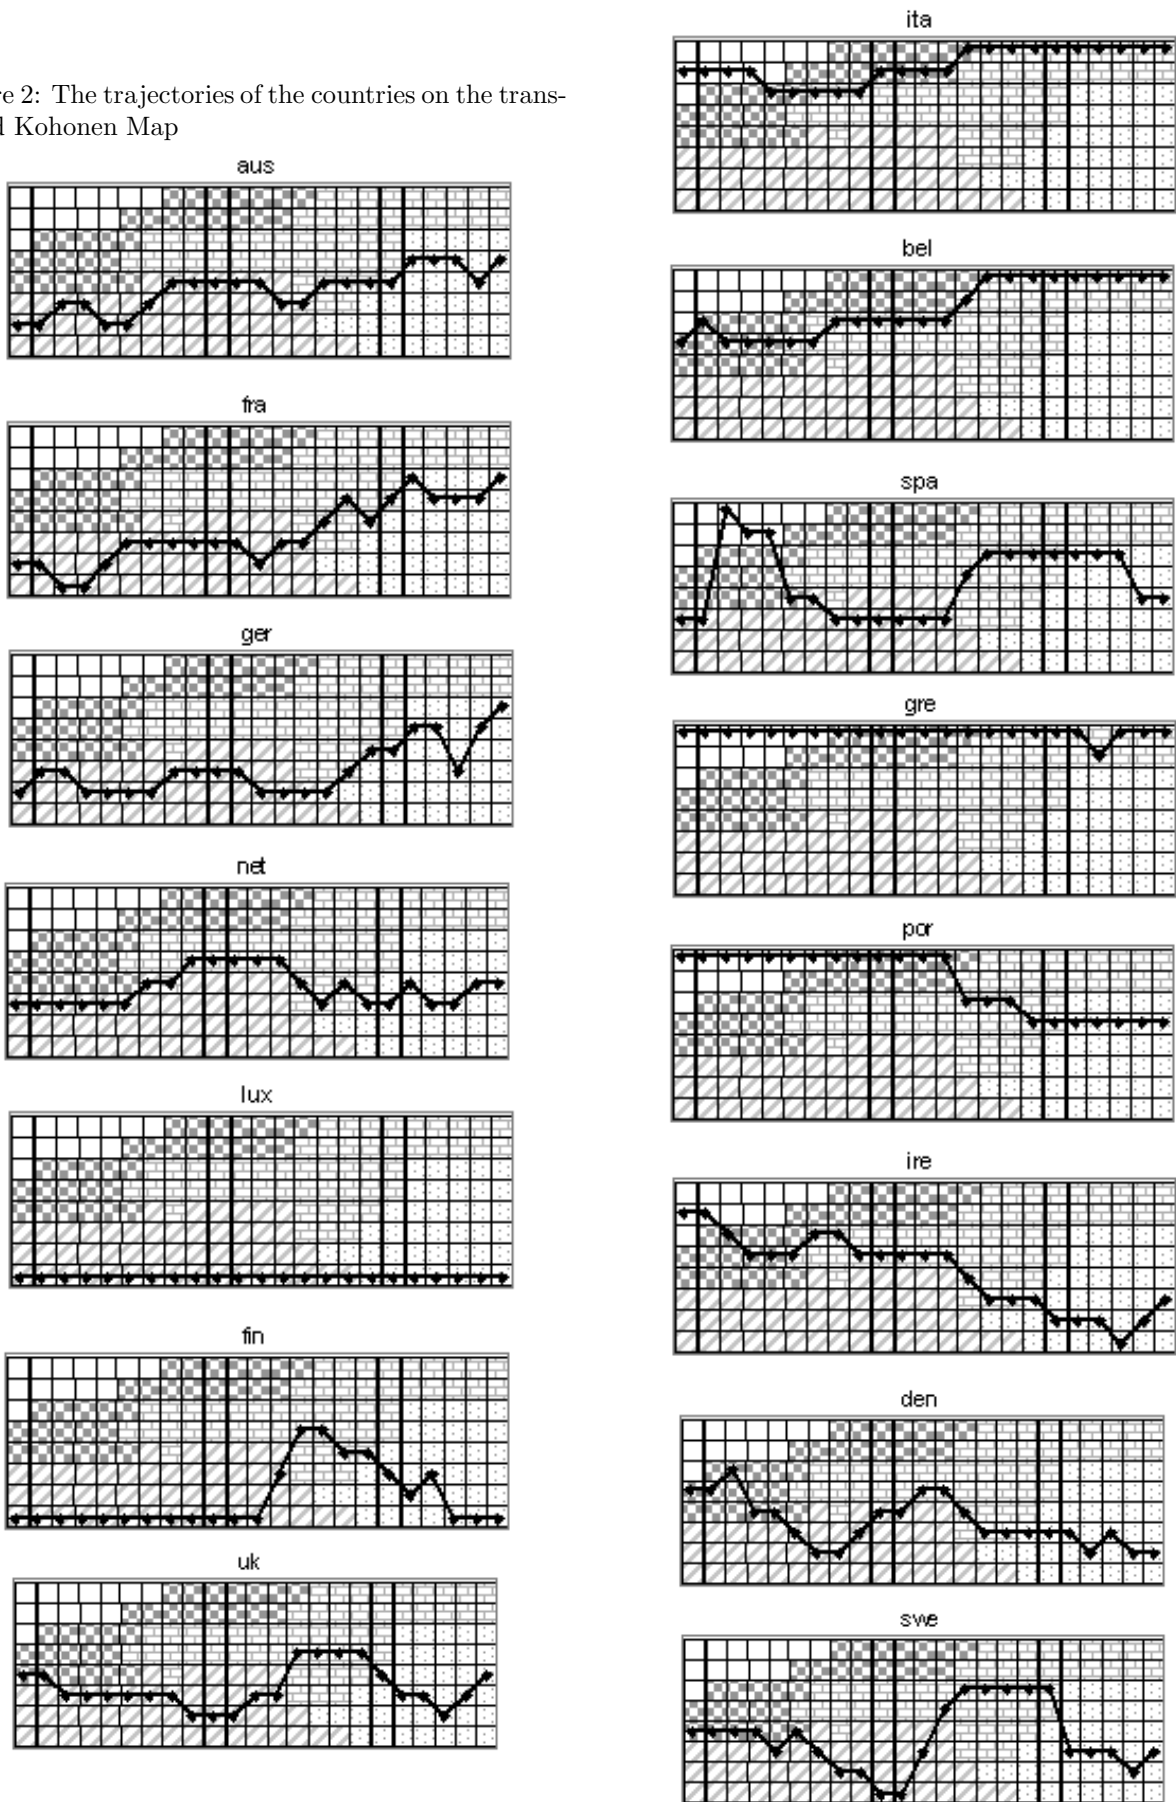 e 2: The trajectories of the countries on the trans-
d Kohonen Map
aus
fra
ger
net
lux
fin
uk
ita
bel
spa
gre
por
ire
den
swe